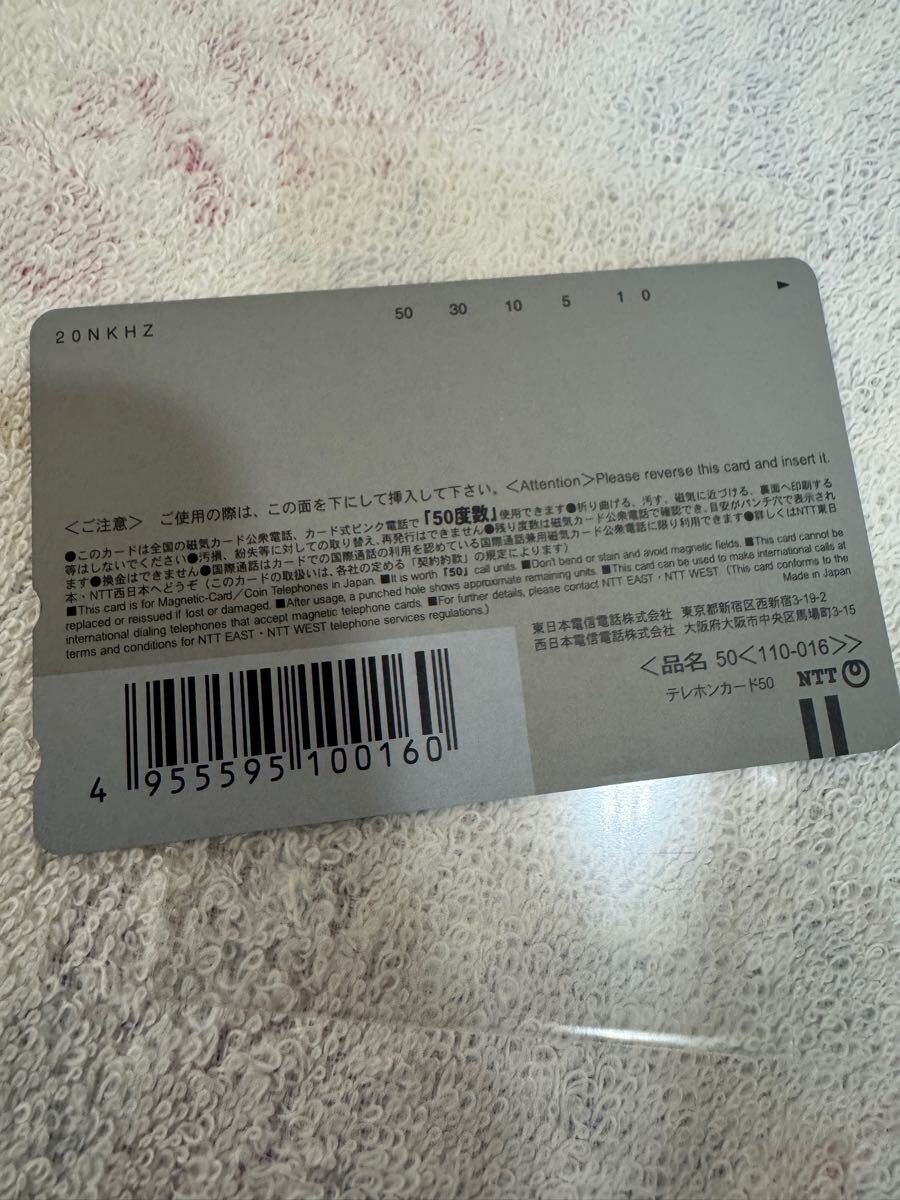 20NKHZ
50 30 10 5 1 0
<Attention>Please reverse this card and insert it.
<ご注意> ご使用の際は、この面を下にして挿入して下さい。
●このカードは全国の磁気カード公衆電話、カード式ピンク電話で「50度数」使用できます●折り曲げる、汚す、磁気に近づける、裏面へ印刷する
等はしないでください●汚損、紛失等に対しての取り替え、再発行はできません●残り度数は磁気カード公衆電話で確認でき、目安がパンチ穴で表示され
ます●換金はできません●国際通話はカードでの国際通話の利用を認めている国際通話兼用磁気カード公衆電話に限り利用できます●詳しくはNTT東日
本・NTT西日本へどうぞ（このカードの取扱いは、各社の定める「契約約款」の規定によります）
■This card is for Magnetic-Card/Coin Telephones in Japan. ■It is worth「50」call units. ■Don't bend or stain and avoid magnetic fields. ■This card cannot be
replaced or reissued if lost or damaged. ■After usage, a punched hole shows approximate remaining units. ■This card can be used to make international calls at
international dialing telephones that accept magnetic telephone cards. ■For further details, please contact NTT EAST・NTT WEST (This card conforms to the
terms and conditions for NTT EAST・NTT WEST telephone services regulations.)
Made in Japan
東日本電信電話株式会社 東京都新宿区西新宿3-19-2
西日本電信電話株式会社 大阪府大阪市中央区馬場町3-15
<品名 50<110-016>>
テレホンカード50 NTT
4 955595 100160